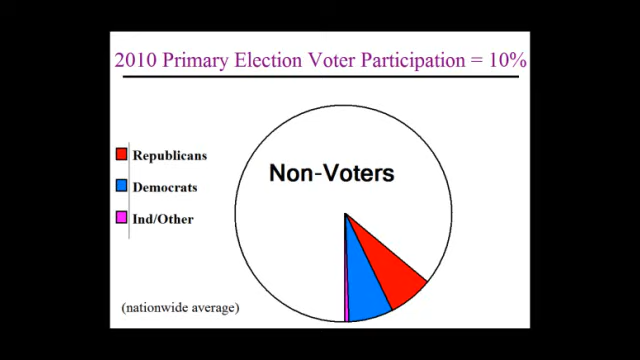 2010 Primary Election Voter Participation = 10%
Non-Voters
Republicans
Democrats
Ind/Other
(nationwide average)